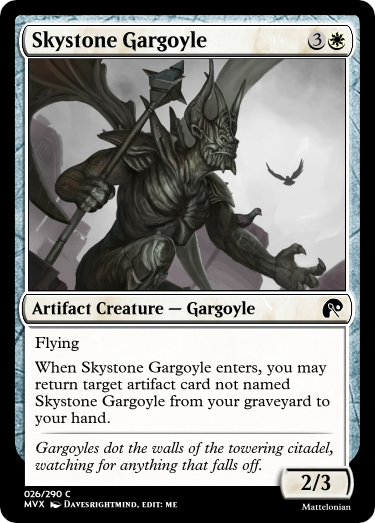 Skystone Gargoyle 3
Artifact Creature — Gargoyle
Flying
When Skystone Gargoyle enters, you may
return target artifact card not named
Skystone Gargoyle from your graveyard to
your hand.
Gargoyles dot the walls of the towering citadel,
watching for anything that falls off.
2/3
026/290 C
MVX DAVESRIGHTMIND, EDIT: ME
Mattelonian